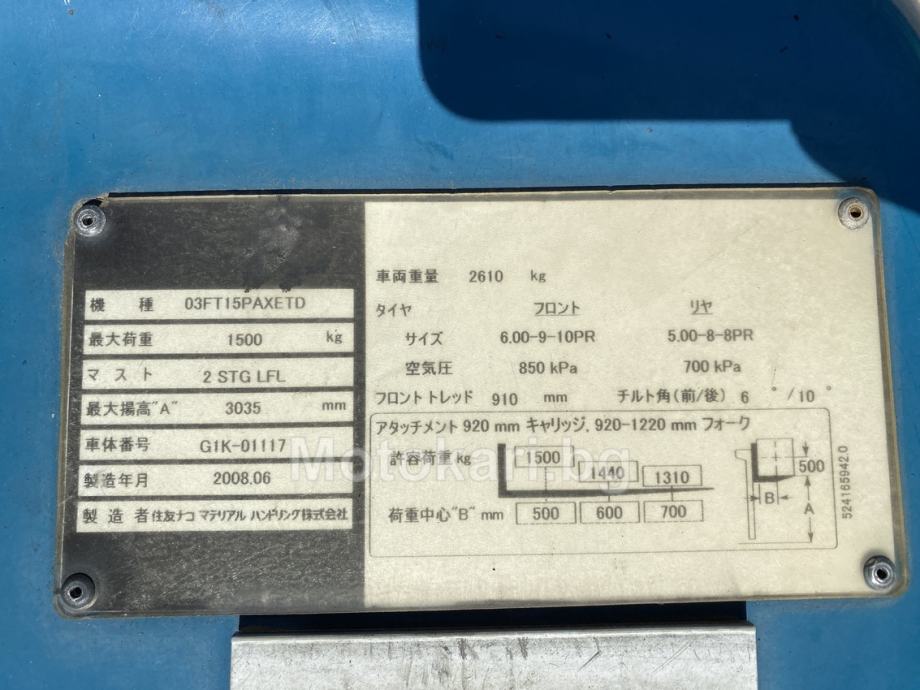 機 種 03FT15PAXETD
最大荷重 1500 kg
マスト 2 STG LFL
最大揚高"A" 3035 mm
車体番号 G1K-01117
製造年月 2008.06
製造者 住友ナコ マテリアル ハンドリング株式会社
車両重量 2610 kg
タイヤ フロント リヤ
サイズ 6.00-9-10PR 5.00-8-8PR
空気圧 850 kPa 700 kPa
フロントトレッド 910 mm チルト角(前/後) 6°/10°
アタッチメント 920 mm キャリッジ, 920-1220 mm フォーク
許容荷重 kg 1500 1440 1310
荷重中心"B" mm 500 600 700
500
B
A
524165942.0
Motokari.bg